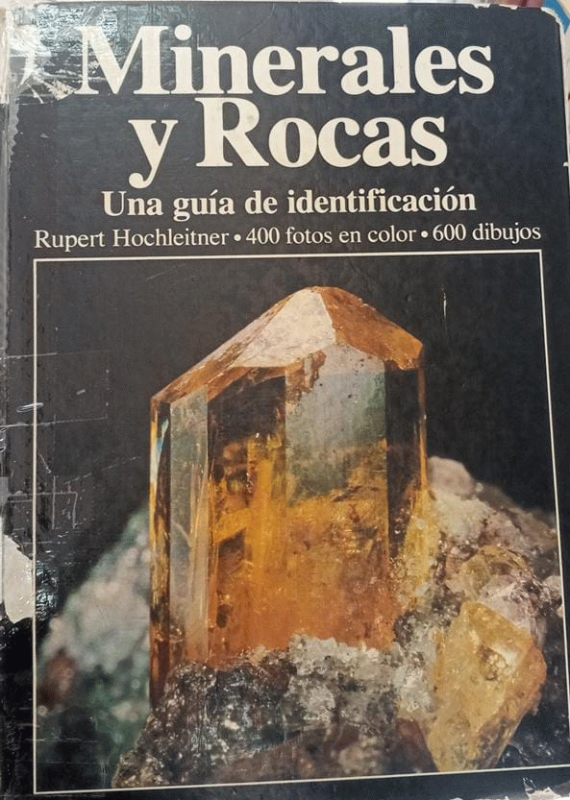 Minerales
y Rocas
Una guía de identificación
Rupert Hochleitner • 400 fotos en color • 600 dibujos